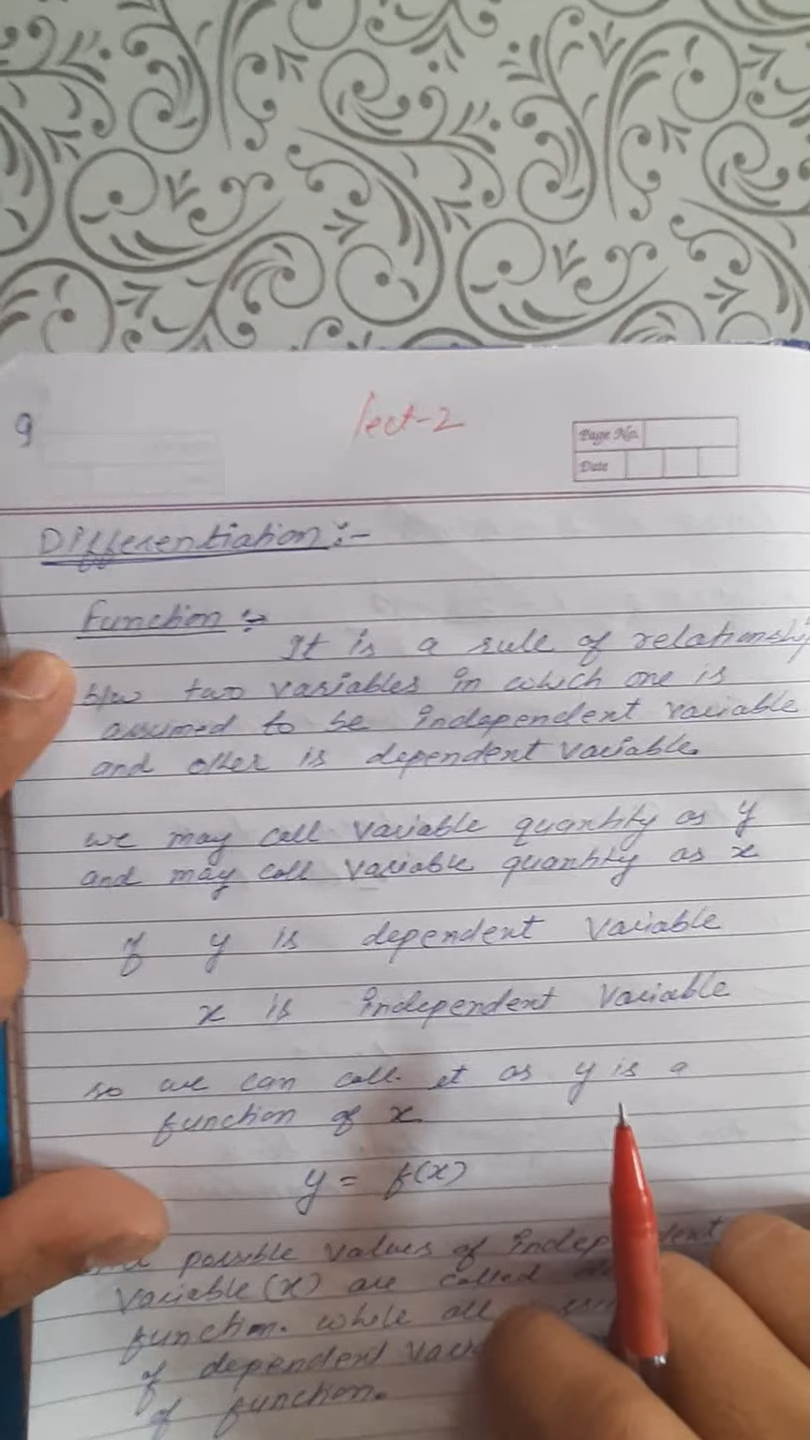 9
lect-2
Page No.
Date
Differentiation :-
Function :-
It is a rule of relationshi
b/w two variables in which one is
assumed to be independent variable
and other is dependent variable.
we may call variable quantity as y
and may call variable quantity as x
if y is dependent variable
x is independent variable
so we can call it as y is a
function of x
y = f(x)
possible values of indep dent
variable (x) are called
function. while all
of dependent
of function.